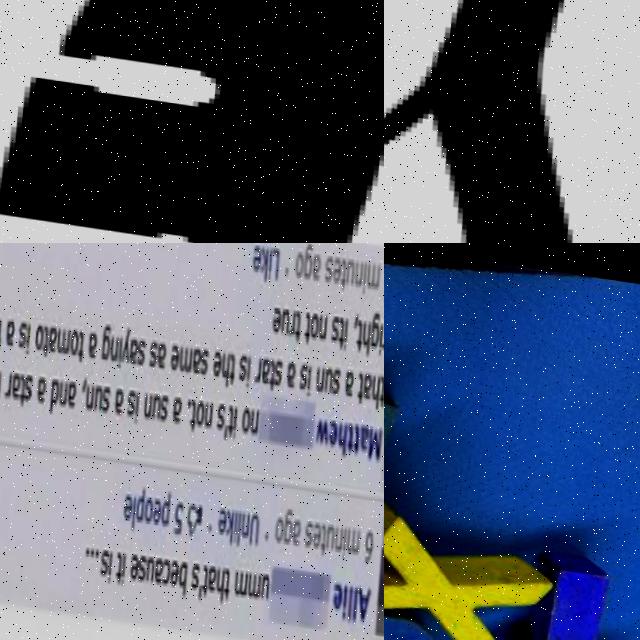 Allie umm that's because it is...
6 minutes ago · Unlike · 5 people
Matthew no it's not. a sun is a sun, and a star
that a sun is a star is the same as saying a tomato is a
right, its not true
minutes ago · Like